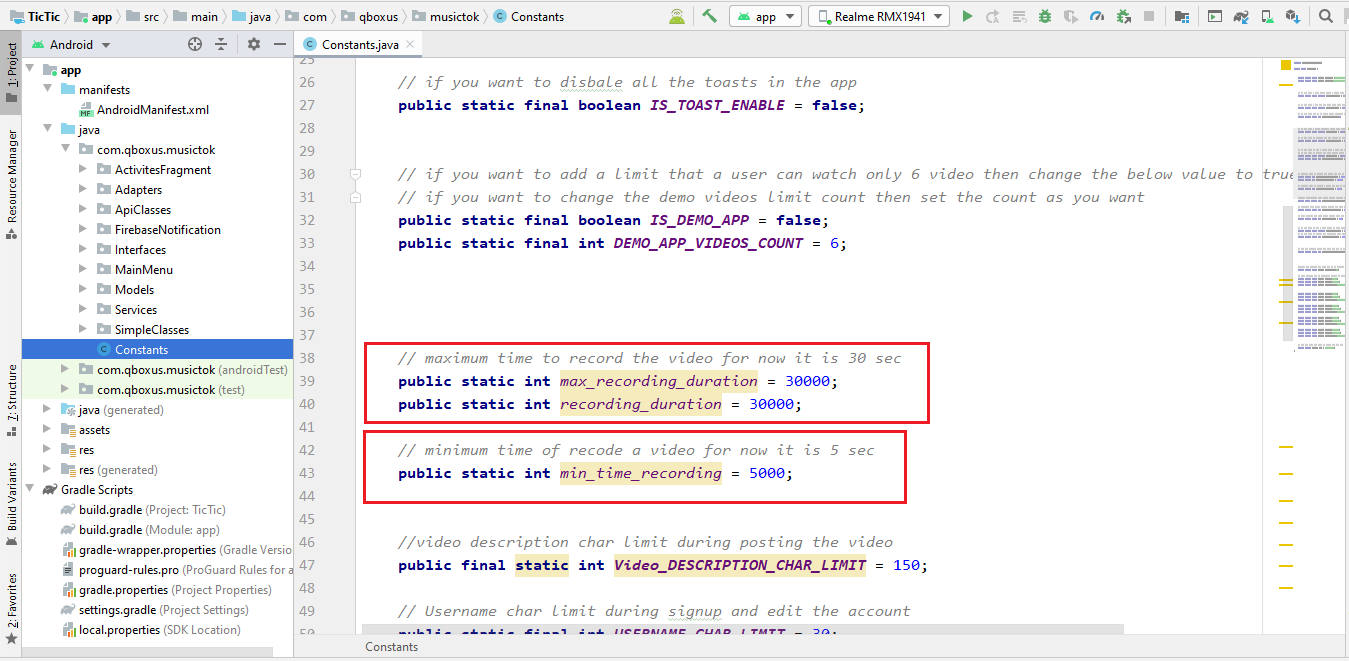 TicTic app src main java com qboxus musictok Constants app Realme RMX1941
Android
Constants.java
1: Project
Resource Manager
7: Structure
Build Variants
2: Favorites
app
manifests
AndroidManifest.xml
java
com.qboxus.musictok
ActivitesFragment
Adapters
ApiClasses
FirebaseNotification
Interfaces
MainMenu
Models
Services
SimpleClasses
Constants
com.qboxus.musictok (androidTest)
com.qboxus.musictok (test)
java (generated)
assets
res
res (generated)
Gradle Scripts
build.gradle (Project: TicTic)
build.gradle (Module: app)
gradle-wrapper.properties (Gradle Versio
proguard-rules.pro (ProGuard Rules for a
gradle.properties (Project Properties)
settings.gradle (Project Settings)
local.properties (SDK Location)
25
26 // if you want to disbale all the toasts in the app
27 public static final boolean IS_TOAST_ENABLE = false;
28
29
30 // if you want to add a limit that a user can watch only 6 video then change the below value to true
31 // if you want to change the demo videos limit count then set the count as you want
32 public static final boolean IS_DEMO_APP = false;
33 public static final int DEMO_APP_VIDEOS_COUNT = 6;
34
35
36
37
38 // maximum time to record the video for now it is 30 sec
39 public static int max_recording_duration = 30000;
40 public static int recording_duration = 30000;
41
42 // minimum time of recode a video for now it is 5 sec
43 public static int min_time_recording = 5000;
44
45
46 //video description char limit during posting the video
47 public final static int Video_DESCRIPTION_CHAR_LIMIT = 150;
48
49 // Username char limit during signup and edit the account
50 public static final int USERNAME_CHAR_LIMIT = 30;
Constants